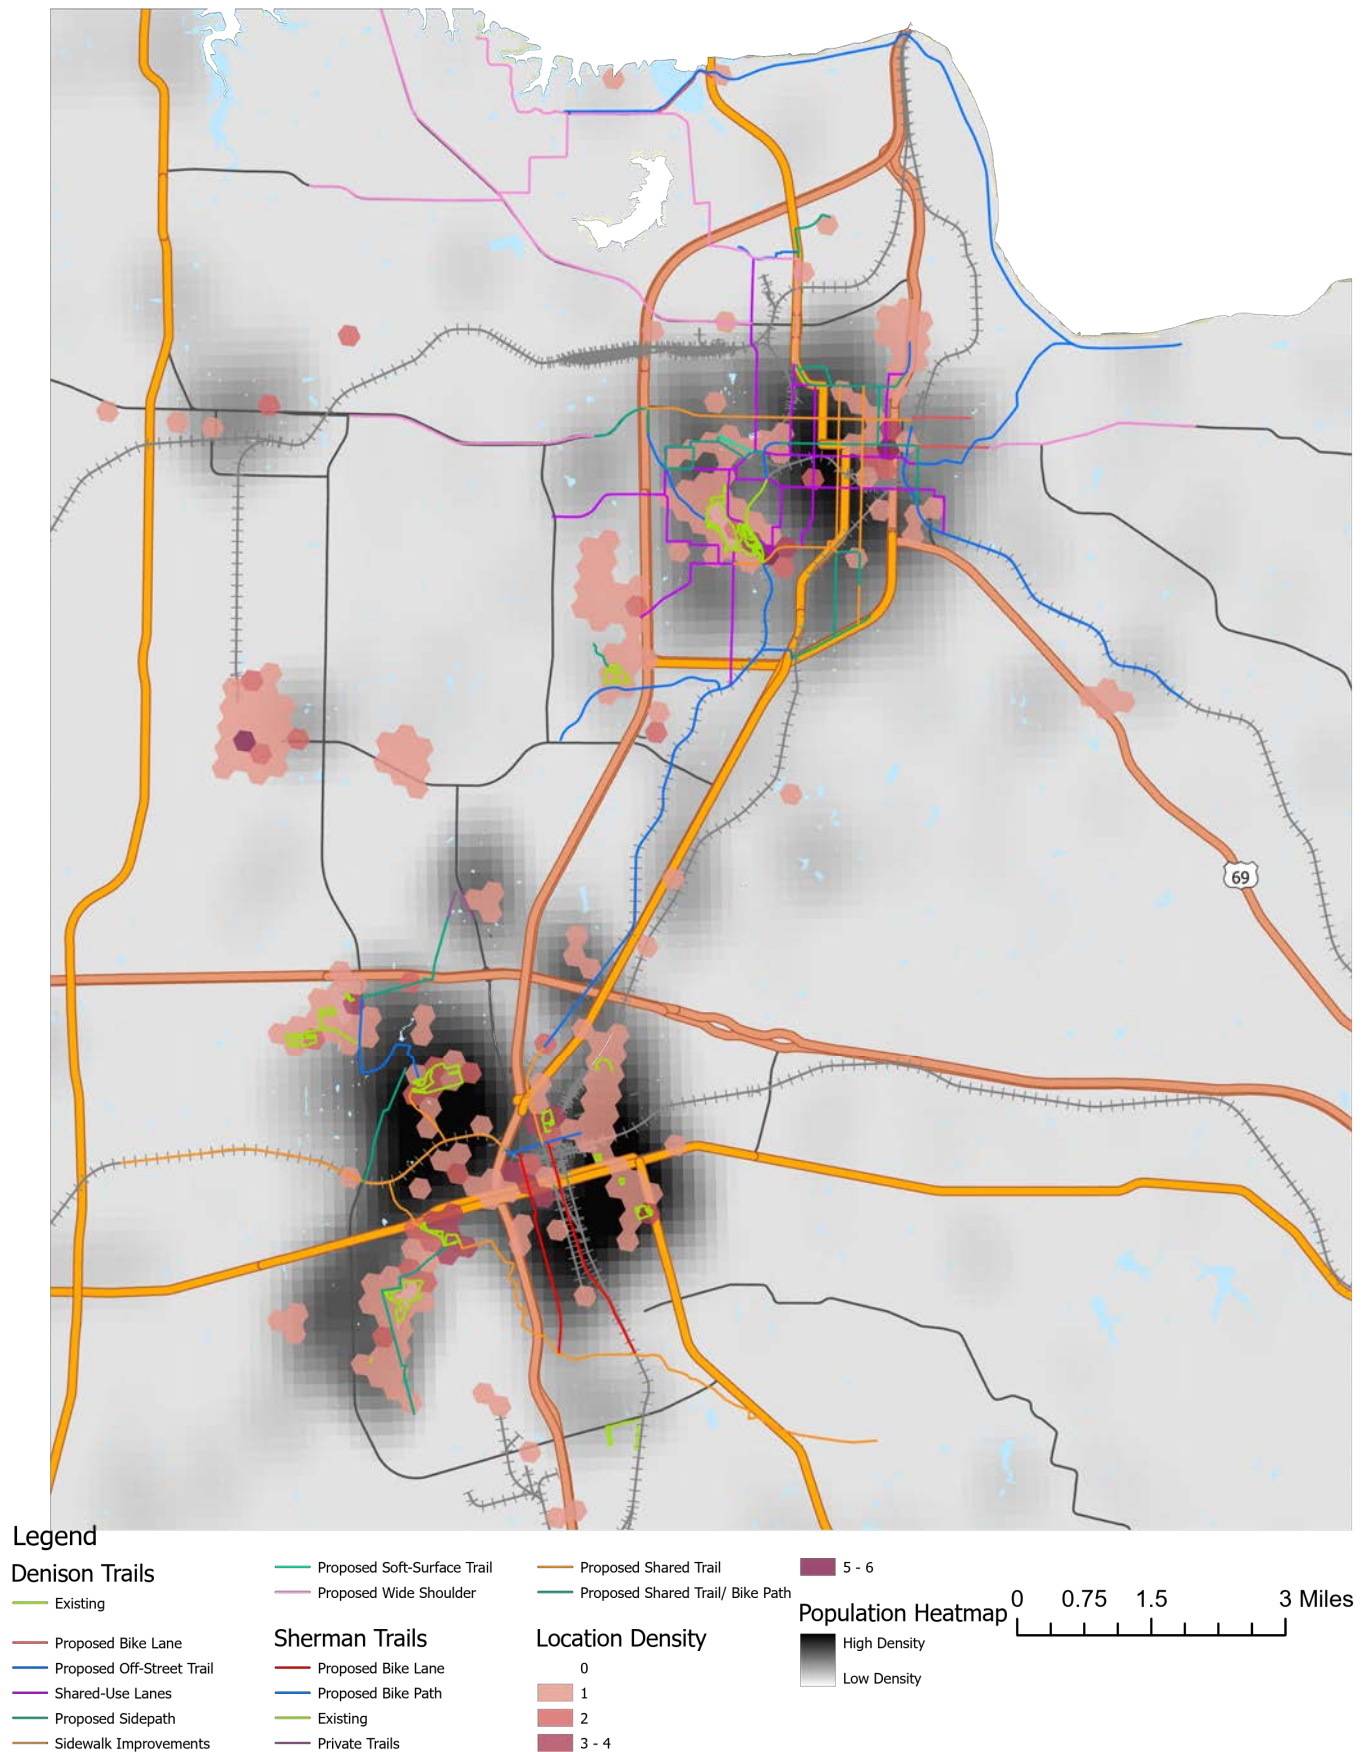 69
Legend
Denison Trails
Existing
Proposed Bike Lane
Proposed Off-Street Trail
Shared-Use Lanes
Proposed Sidepath
Sidewalk Improvements
Proposed Soft-Surface Trail
Proposed Wide Shoulder
Sherman Trails
Proposed Bike Lane
Proposed Bike Path
Existing
Private Trails
Proposed Shared Trail
Proposed Shared Trail/ Bike Path
Location Density
0
1
2
3 - 4
5 - 6
Population Heatmap
High Density
Low Density
0 0.75 1.5 3 Miles